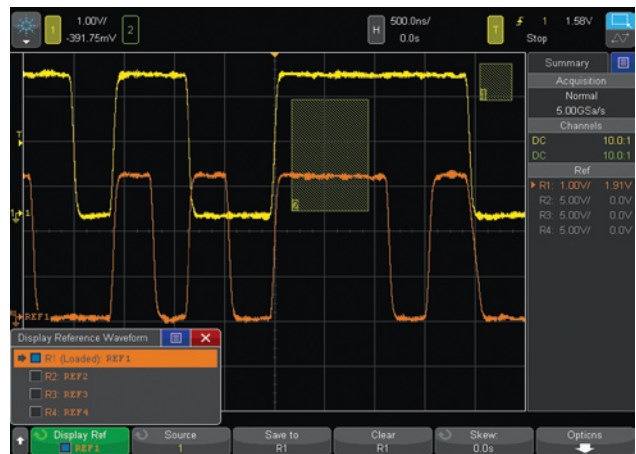 1 1.00V/ 2 H 500.0ns/ T 1 1.58V
-391.75mV 0.0s Stop
Summary
Acquisition
Normal
5.00GSa/s
Channels
DC 10.0:1
DC 10.0:1
Ref
R1: 1.00V/ 1.91V
R2: 5.00V/ 0.0V
R3: 5.00V/ 0.0V
R4: 5.00V/ 0.0V
T
1
REF1
Display Reference Waveform
R1 (Loaded): REF1
R2: REF2
R3: REF3
R4: REF4
Display Ref Source Save to Clear Skew: Options
REF1 1 R1 R1 0.0s